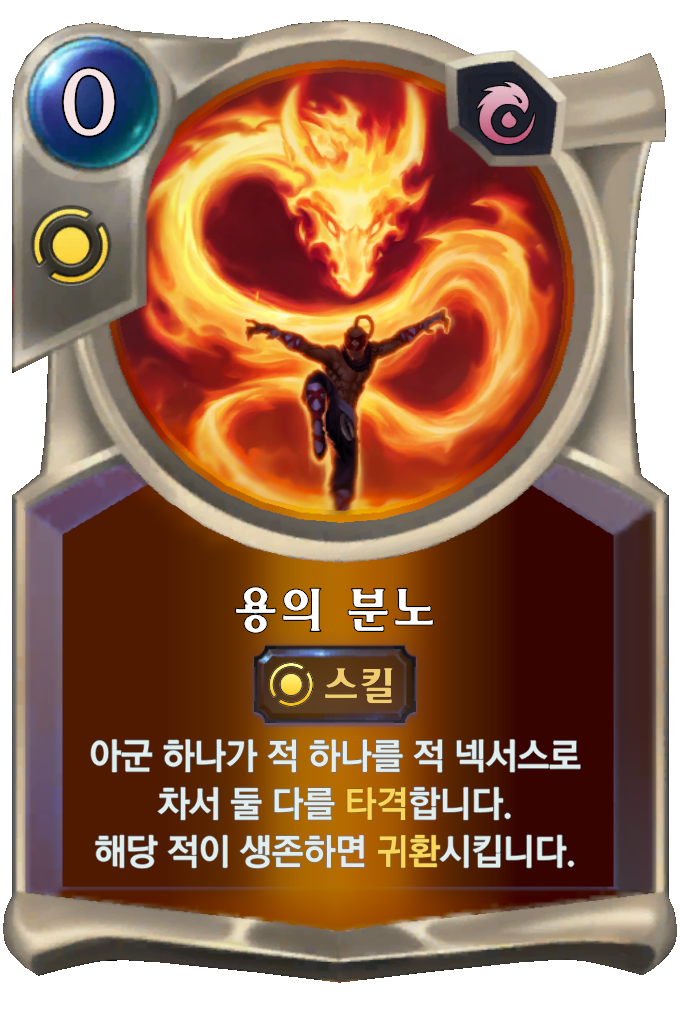 0
용의 분노
스킬
아군 하나가 적 하나를 적 넥서스로
차서 둘 다를 타격합니다.
해당 적이 생존하면 귀환시킵니다.